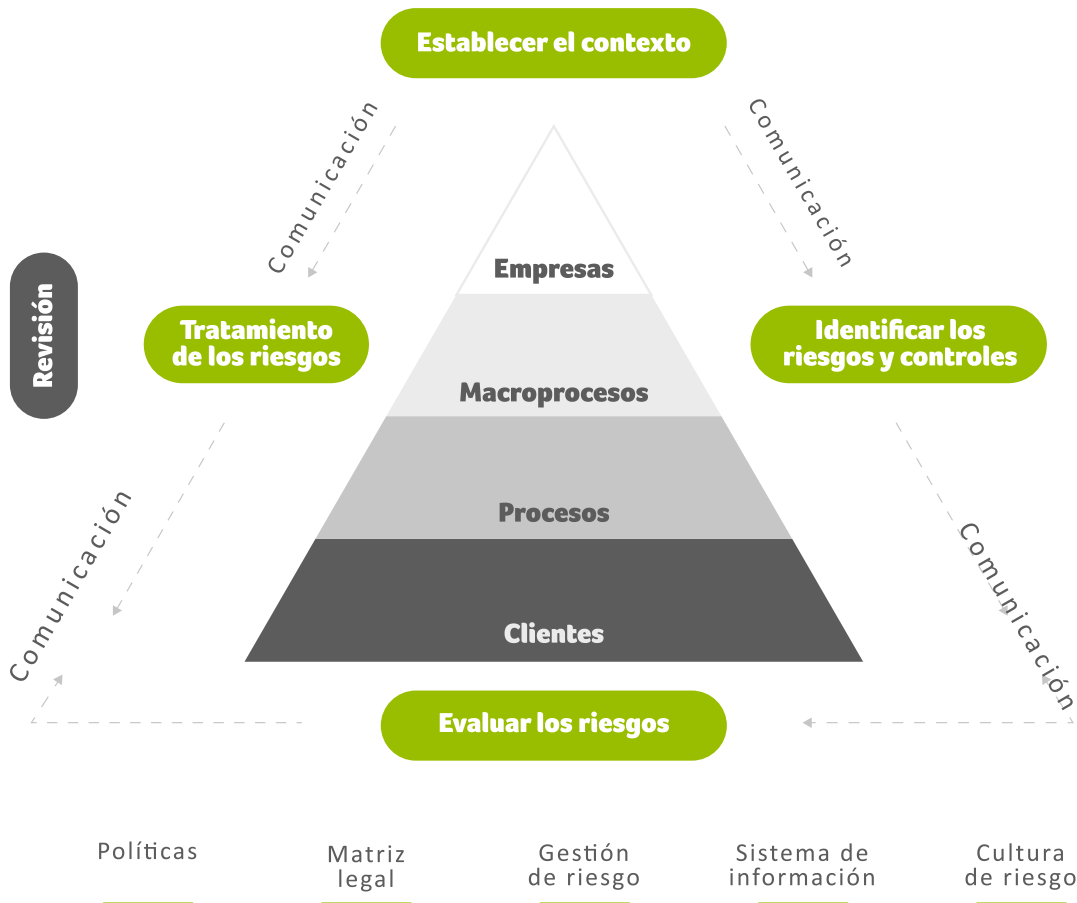 Establecer el contexto
Comunicación
Comunicación
Empresas
Revisión
Tratamiento
de los riesgos
Identificar los
riesgos y controles
Macroprocesos
Procesos
Comunicación
Comunicación
Clientes
Evaluar los riesgos
Políticas
Matriz
legal
Gestión
de riesgo
Sistema de
información
Cultura
de riesgo